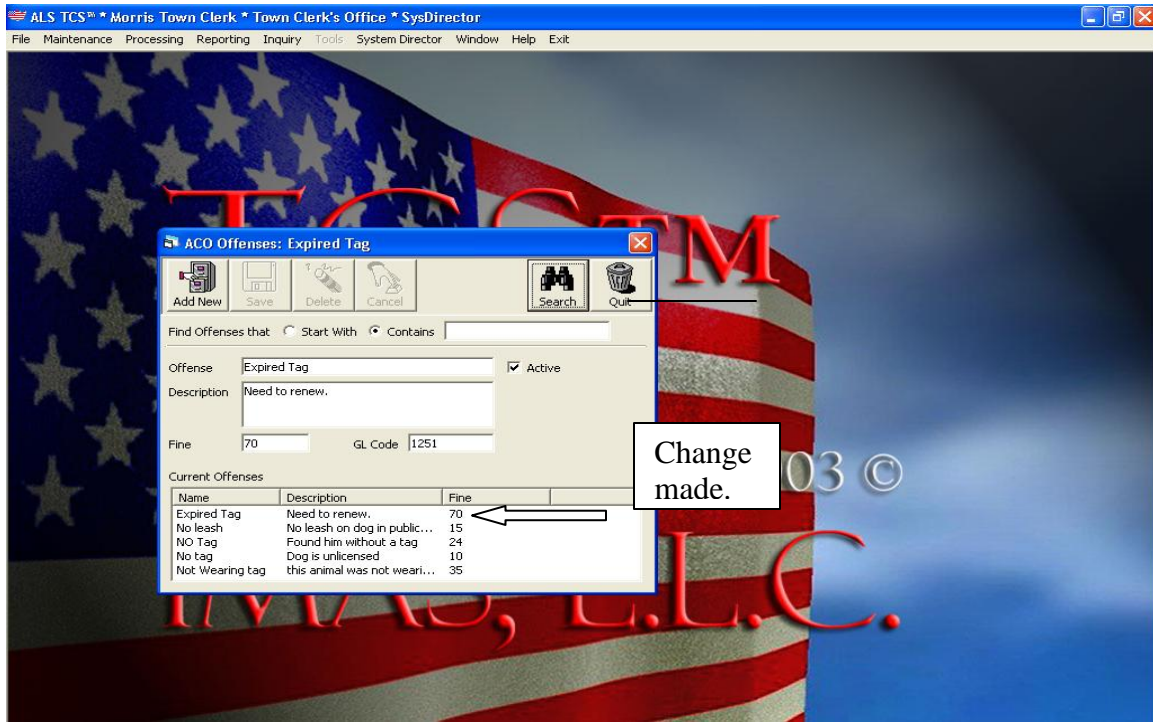 ALS TCS™ * Morris Town Clerk * Town Clerk's Office * SysDirector
File Maintenance Processing Reporting Inquiry Tools System Director Window Help Exit
TCSTM
ACO Offenses: Expired Tag
Add New Save Delete Cancel Search Quit
Find Offenses that Start With Contains
Offense Expired Tag Active
Description Need to renew.
Fine 70 GL Code 1251
Change
made.
03 ©
Current Offenses
Name Description Fine
Expired Tag Need to renew. 70
No leash No leash on dog in public... 15
NO Tag Found him without a tag 24
No tag Dog is unlicensed 10
Not Wearing tag this animal was not weari... 35
IMAS, L.L.C.